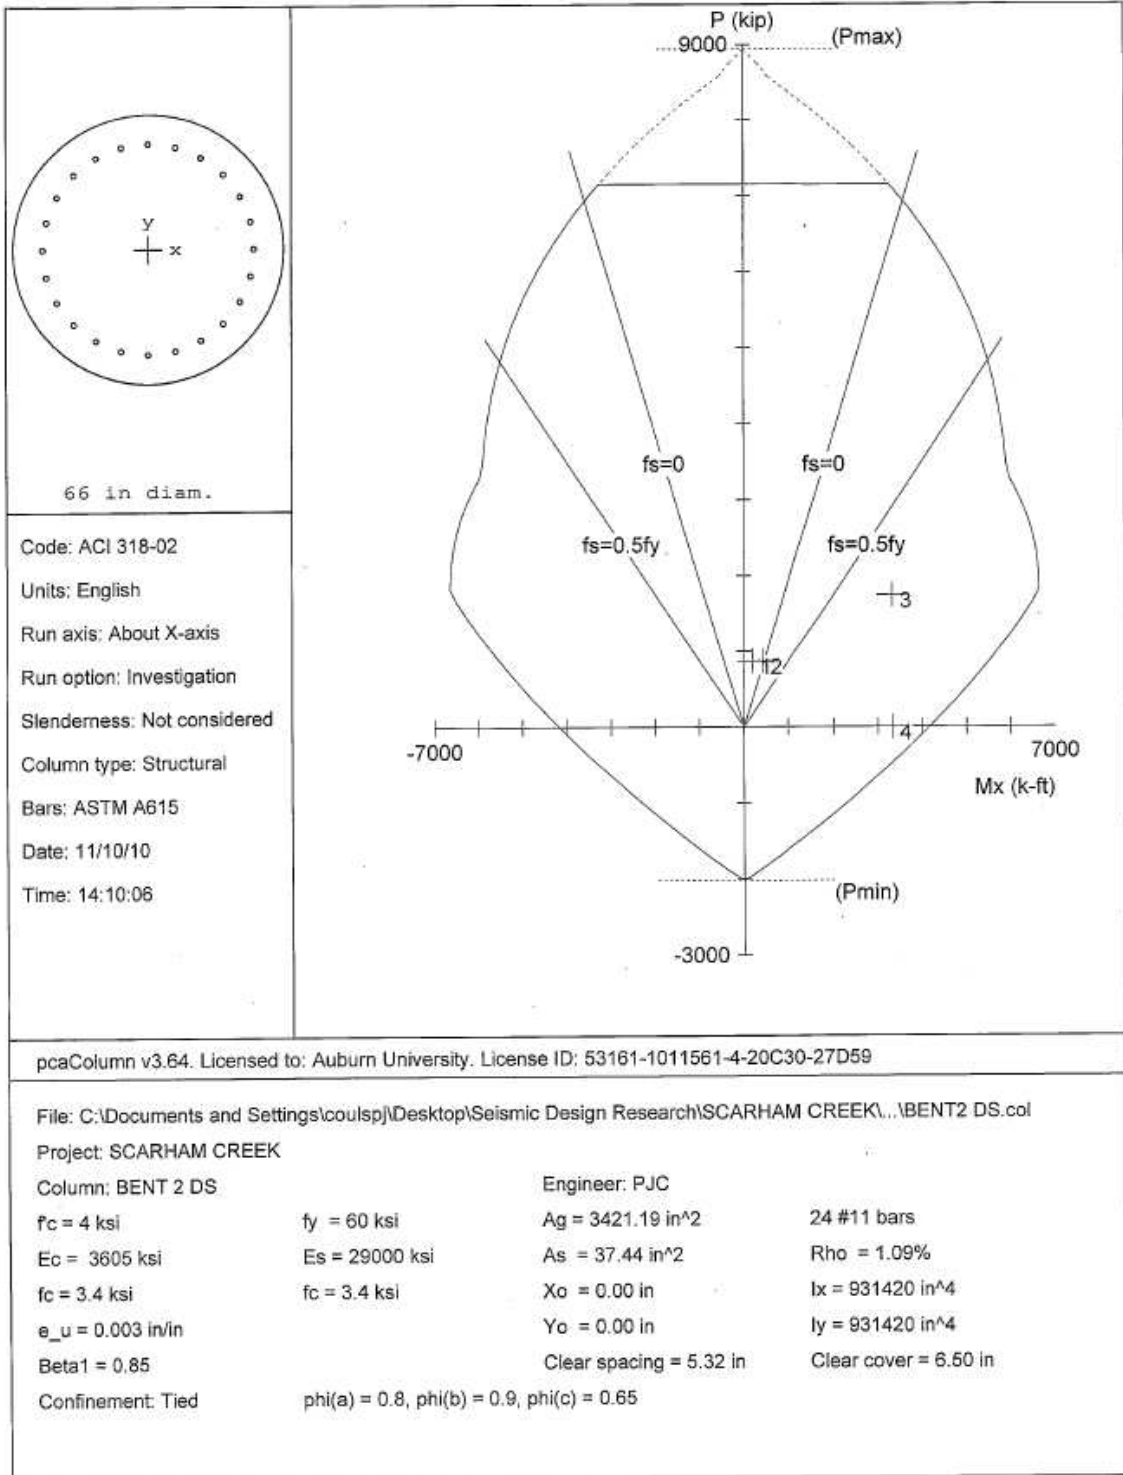 P (kip)
9000
(Pmax)
y
x
66 in diam.
fs=0
fs=0
fs=0.5fy
fs=0.5fy
3
12
4
-7000
7000
Mx (k-ft)
(Pmin)
-3000
Code: ACI 318-02
Units: English
Run axis: About X-axis
Run option: Investigation
Slenderness: Not considered
Column type: Structural
Bars: ASTM A615
Date: 11/10/10
Time: 14:10:06
pcaColumn v3.64. Licensed to: Auburn University. License ID: 53161-1011561-4-20C30-27D59
File: C:\Documents and Settings\coulspj\Desktop\Seismic Design Research\SCARHAM CREEK\...\BENT2 DS.col
Project: SCARHAM CREEK
Column: BENT 2 DS Engineer: PJC
f'c = 4 ksi fy = 60 ksi Ag = 3421.19 in^2 24 #11 bars
Ec = 3605 ksi Es = 29000 ksi As = 37.44 in^2 Rho = 1.09%
fc = 3.4 ksi fc = 3.4 ksi Xo = 0.00 in Ix = 931420 in^4
e_u = 0.003 in/in Yo = 0.00 in Iy = 931420 in^4
Beta1 = 0.85 Clear spacing = 5.32 in Clear cover = 6.50 in
Confinement: Tied phi(a) = 0.8, phi(b) = 0.9, phi(c) = 0.65